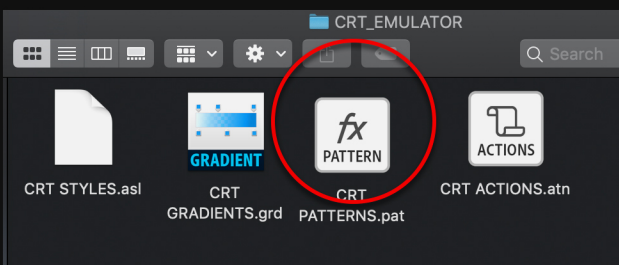 CRT_EMULATOR
Search
GRADIENT
fx
PATTERN
ACTIONS
CRT STYLES.asl
CRT
GRADIENTS.grd
CRT
PATTERNS.pat
CRT ACTIONS.atn